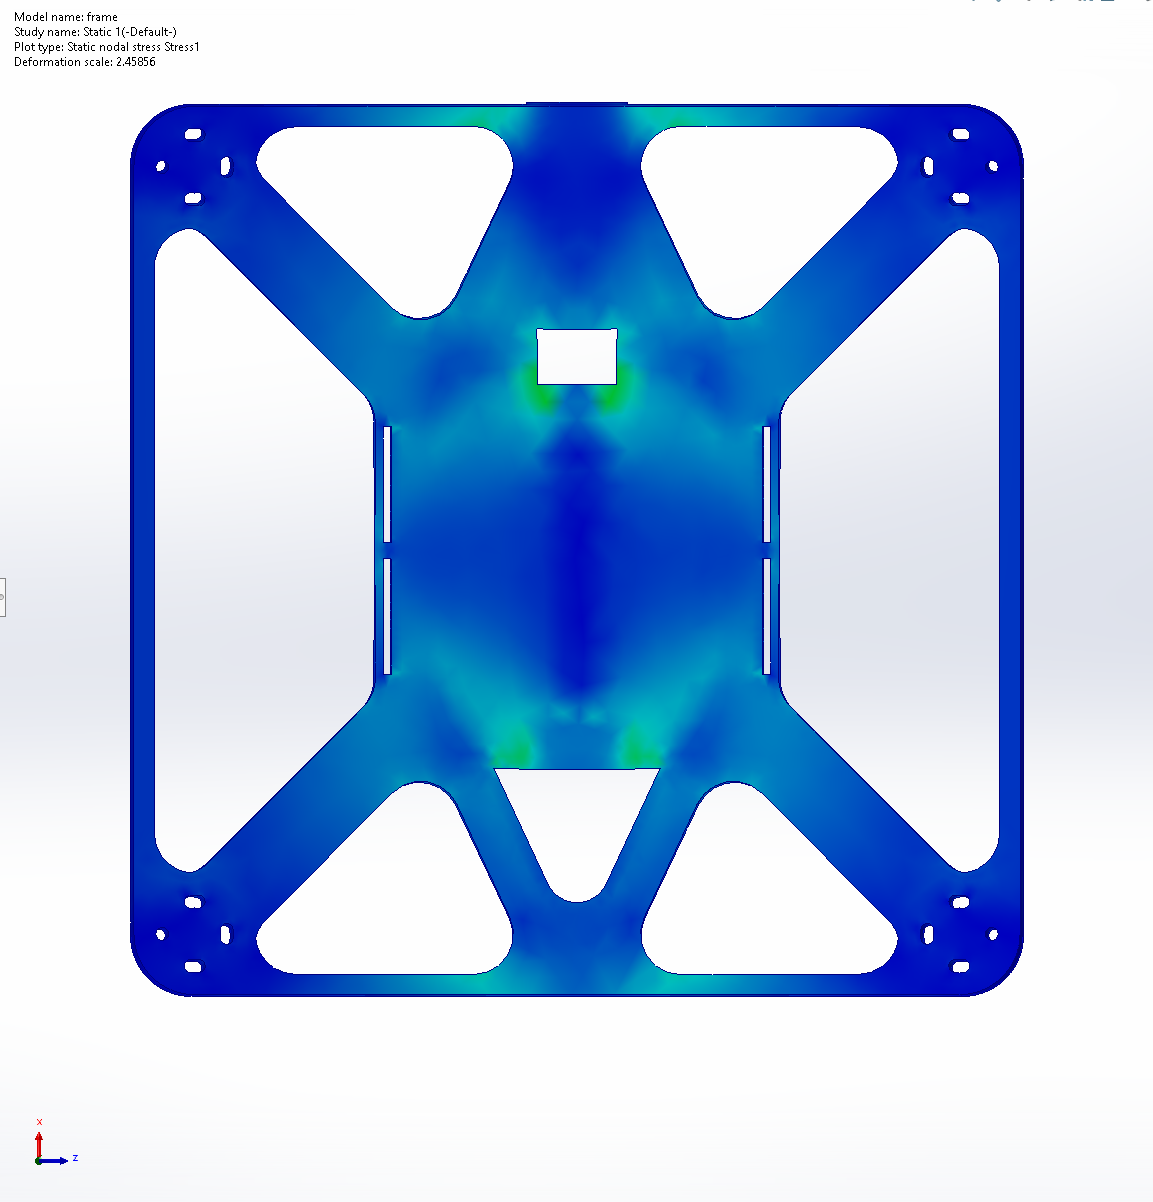 Model name: frame
Study name: Static 1(-Default-)
Plot type: Static nodal stress Stress1
Deformation scale: 2.45856
x
z